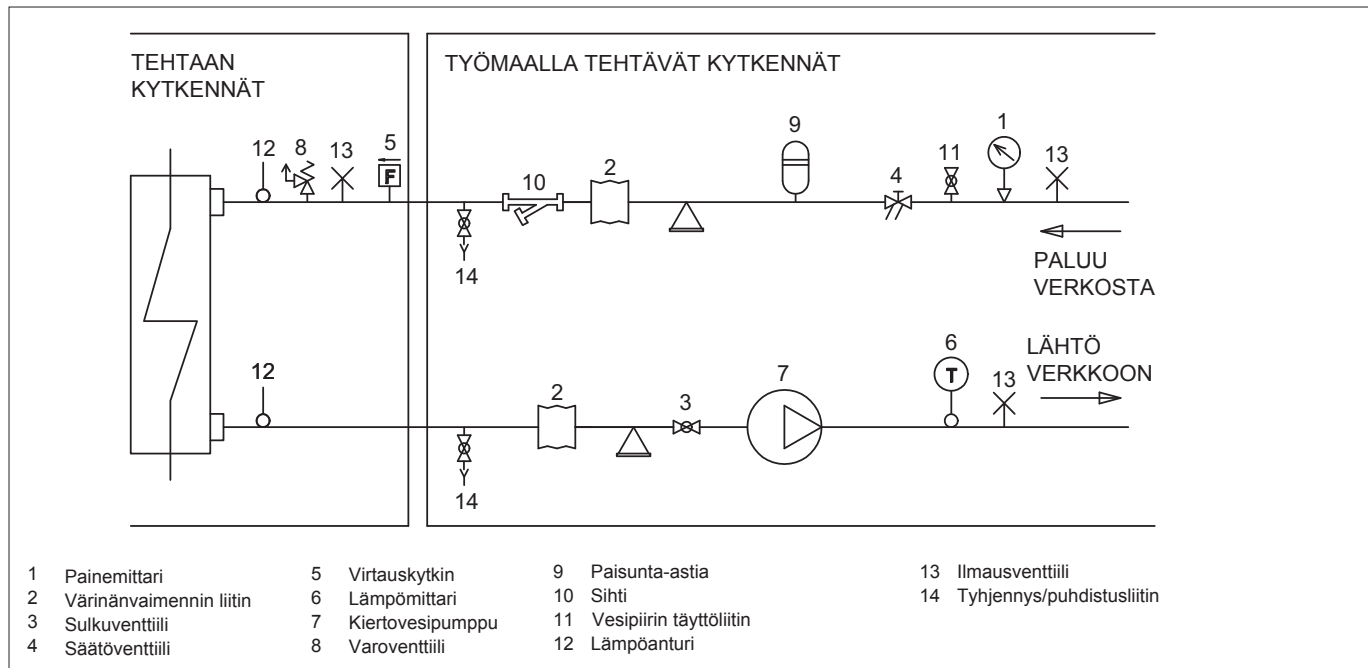 TEHTAAN
KYTKENNÄT
TYÖMAALLA TEHTÄVÄT KYTKENNÄT
12
8
13
5
F
10
2
9
4
11
1
13
14
PALUU
VERKOSTA
12
2
3
7
6
T
13
LÄHTÖ
VERKKOON
14
1 Painemittari
2 Värinänvaimennin liitin
3 Sulkuventtiili
4 Säätöventtiili
5 Virtauskytkin
6 Lämpömittari
7 Kiertovesipumppu
8 Varoventtiili
9 Paisunta-astia
10 Sihti
11 Vesipiirin täyttöliitin
12 Lämpöanturi
13 Ilmausventtiili
14 Tyhjennys/puhdistusliitin